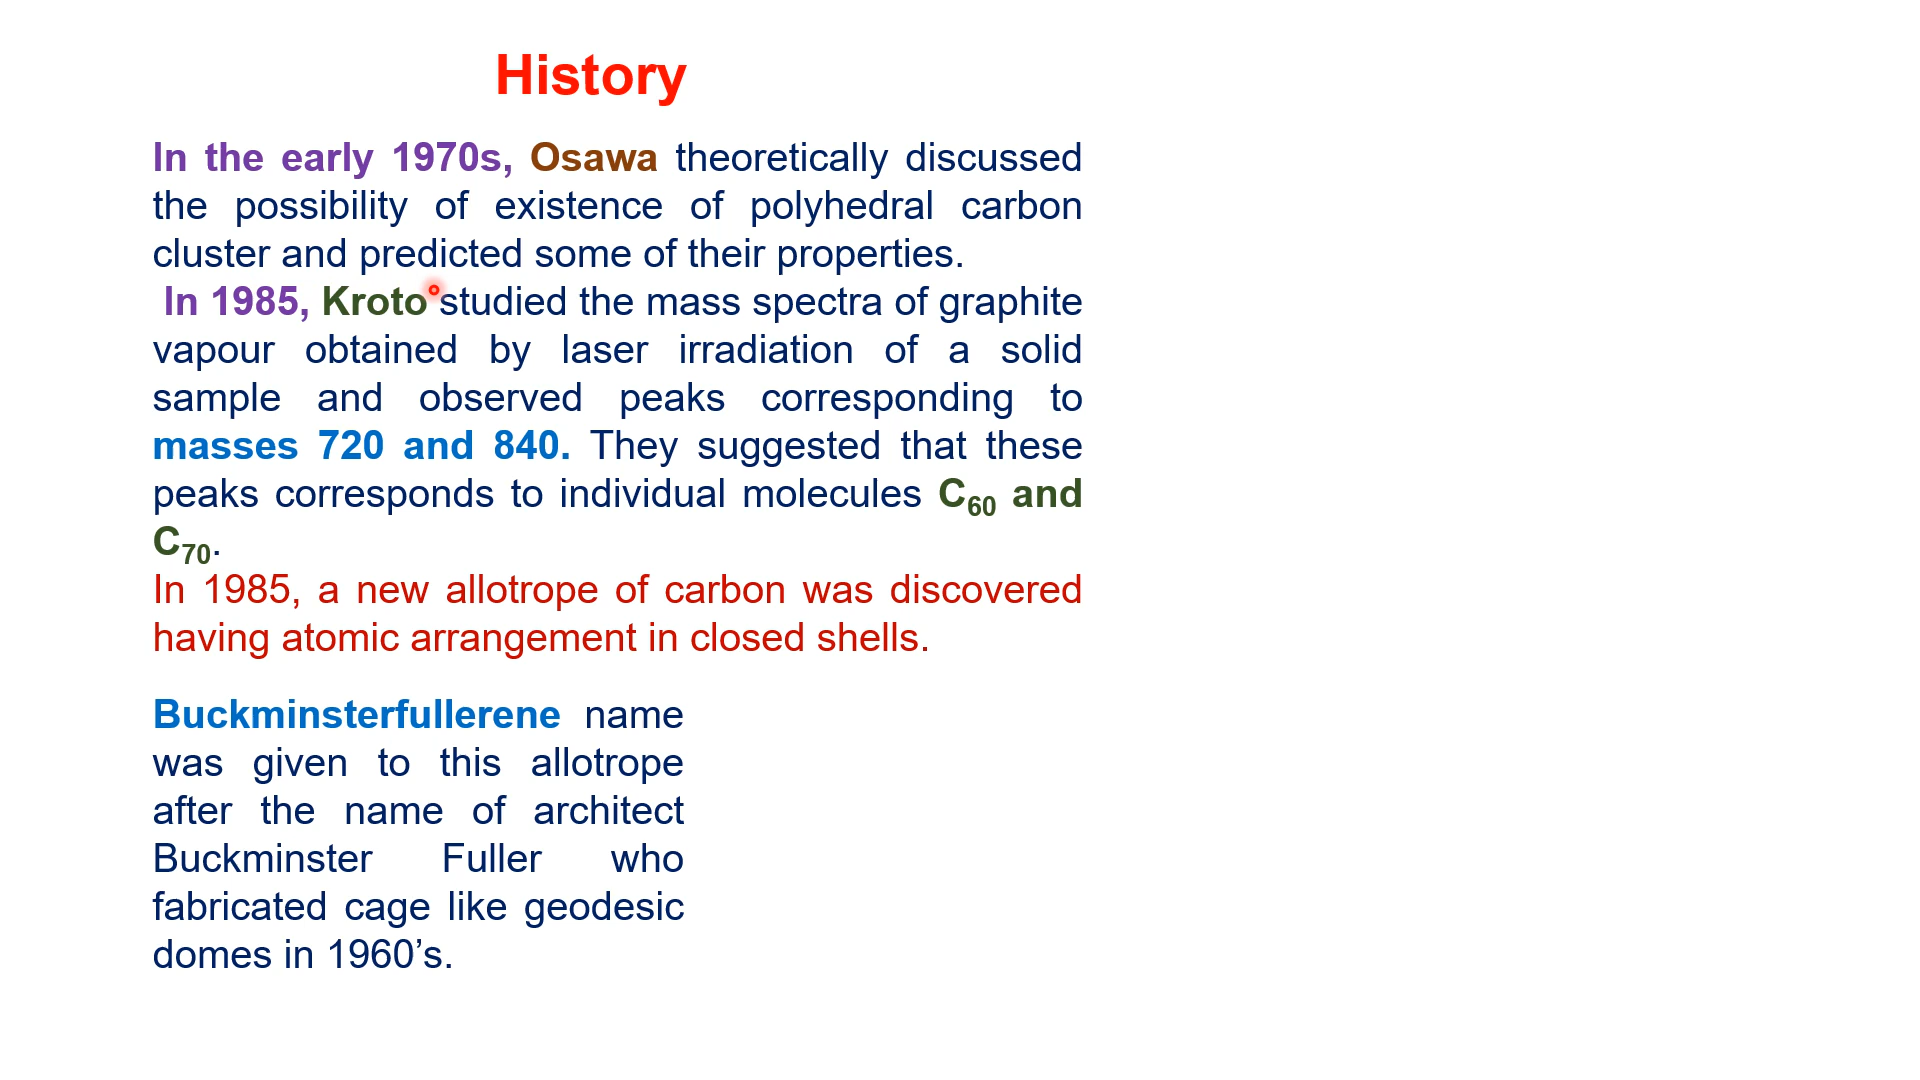 History
In the early 1970s, Osawa theoretically discussed
the possibility of existence of polyhedral carbon
cluster and predicted some of their properties.
In 1985, Kroto studied the mass spectra of graphite
vapour obtained by laser irradiation of a solid
sample and observed peaks corresponding to
masses 720 and 840. They suggested that these
peaks corresponds to individual molecules C₆₀ and
C₇₀.
In 1985, a new allotrope of carbon was discovered
having atomic arrangement in closed shells.
Buckminsterfullerene name
was given to this allotrope
after the name of architect
Buckminster Fuller who
fabricated cage like geodesic
domes in 1960’s.